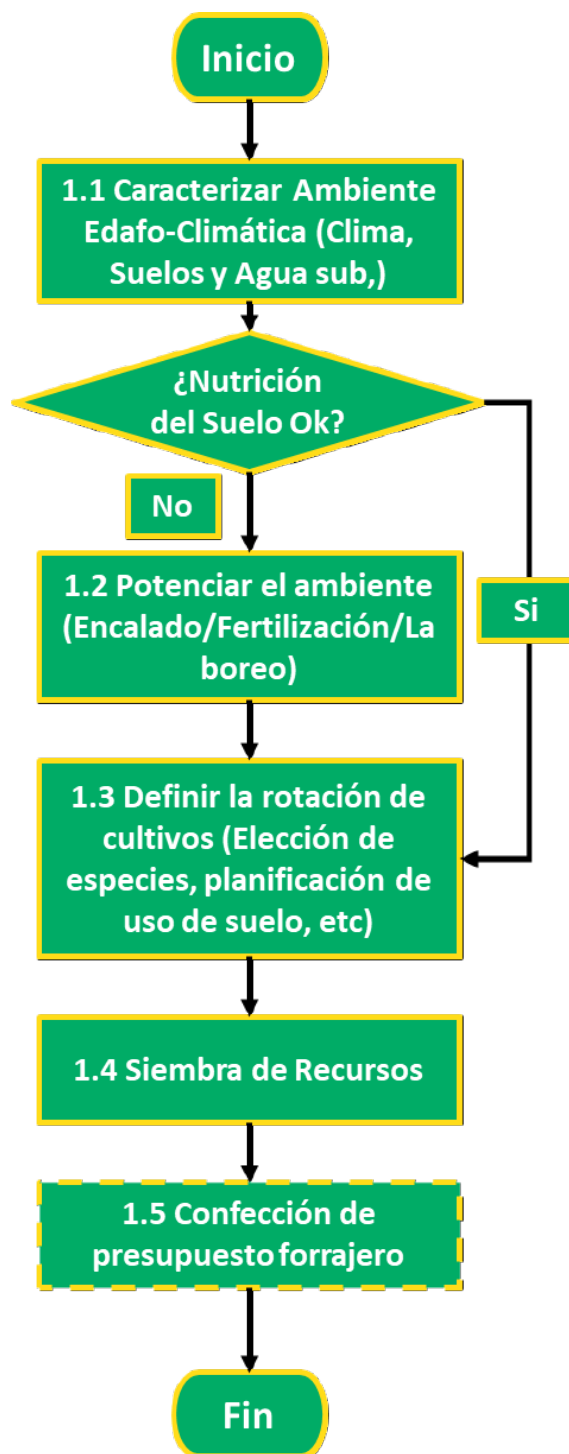 Inicio
1.1 Caracterizar Ambiente
Edafo-Climática (Clima,
Suelos y Agua sub,)
¿Nutrición
del Suelo Ok?
No
1.2 Potenciar el ambiente
(Encalado/Fertilización/La
boreo)
Si
1.3 Definir la rotación de
cultivos (Elección de
especies, planificación de
uso de suelo, etc)
1.4 Siembra de Recursos
1.5 Confección de
presupuesto forrajero
Fin